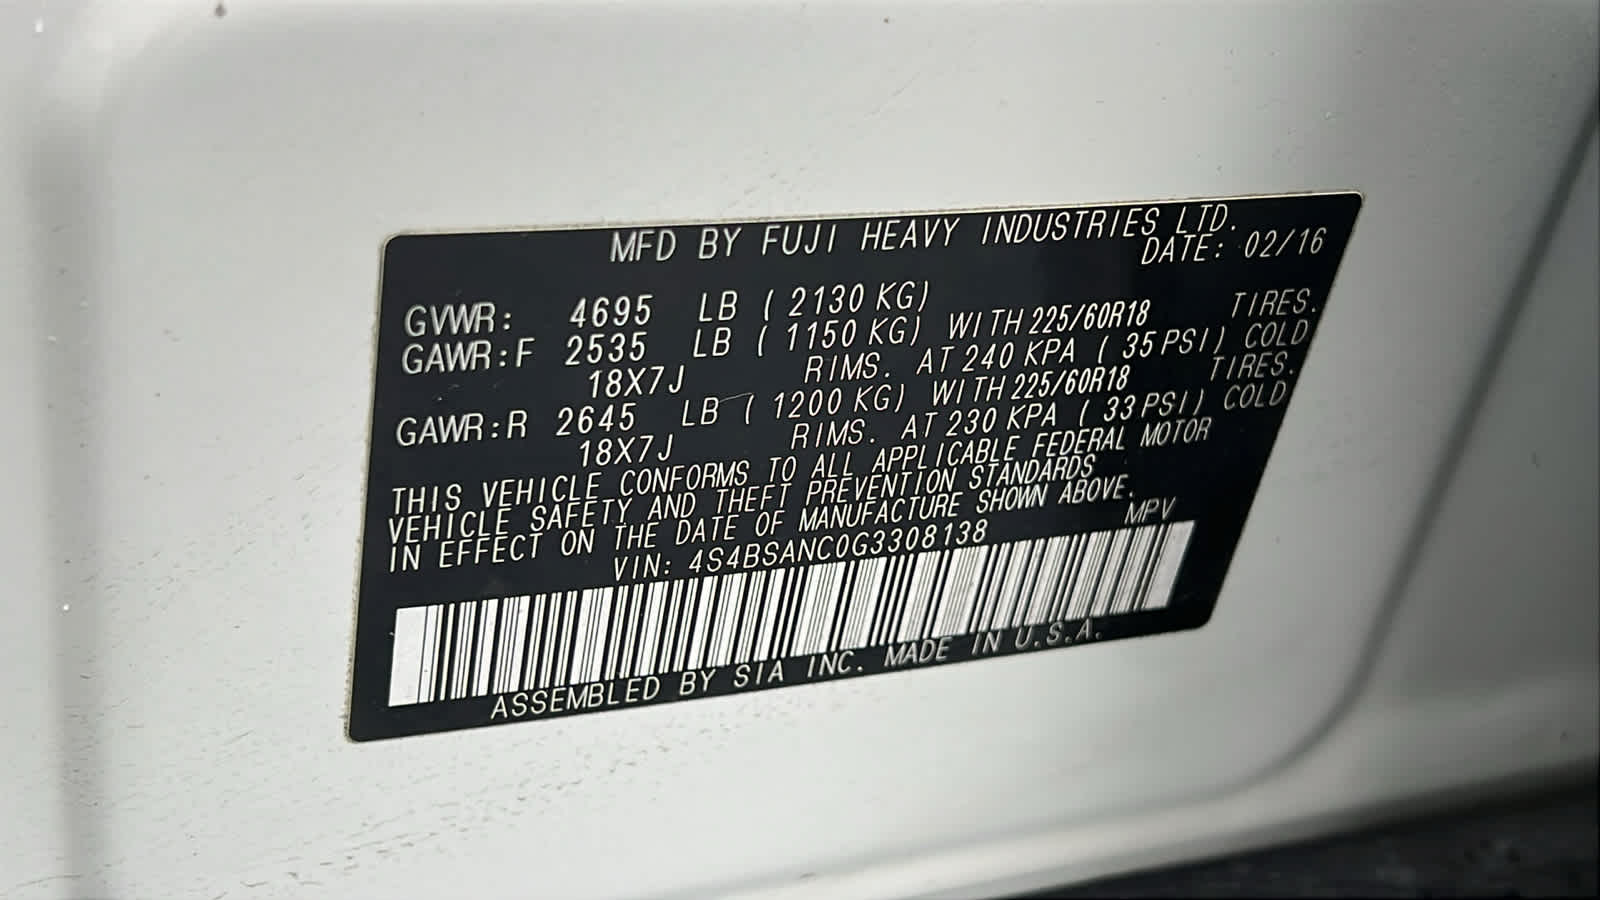 MFD BY FUJI HEAVY INDUSTRIES LTD.
DATE: 02/16
GVWR: 4695 LB ( 2130 KG)
GAWR:F 2535 LB ( 1150 KG) WITH 225/60R18 TIRES.
18X7J RIMS. AT 240 KPA ( 35 PSI) COLD
GAWR:R 2645 LB ( 1200 KG) WITH 225/60R18 TIRES.
18X7J RIMS. AT 230 KPA ( 33 PSI) COLD
THIS VEHICLE CONFORMS TO ALL APPLICABLE FEDERAL MOTOR
VEHICLE SAFETY AND THEFT PREVENTION STANDARDS
IN EFFECT ON THE DATE OF MANUFACTURE SHOWN ABOVE.
VIN: 4S4BSANC0G3308138 MPV
ASSEMBLED BY SIA INC. MADE IN U.S.A.